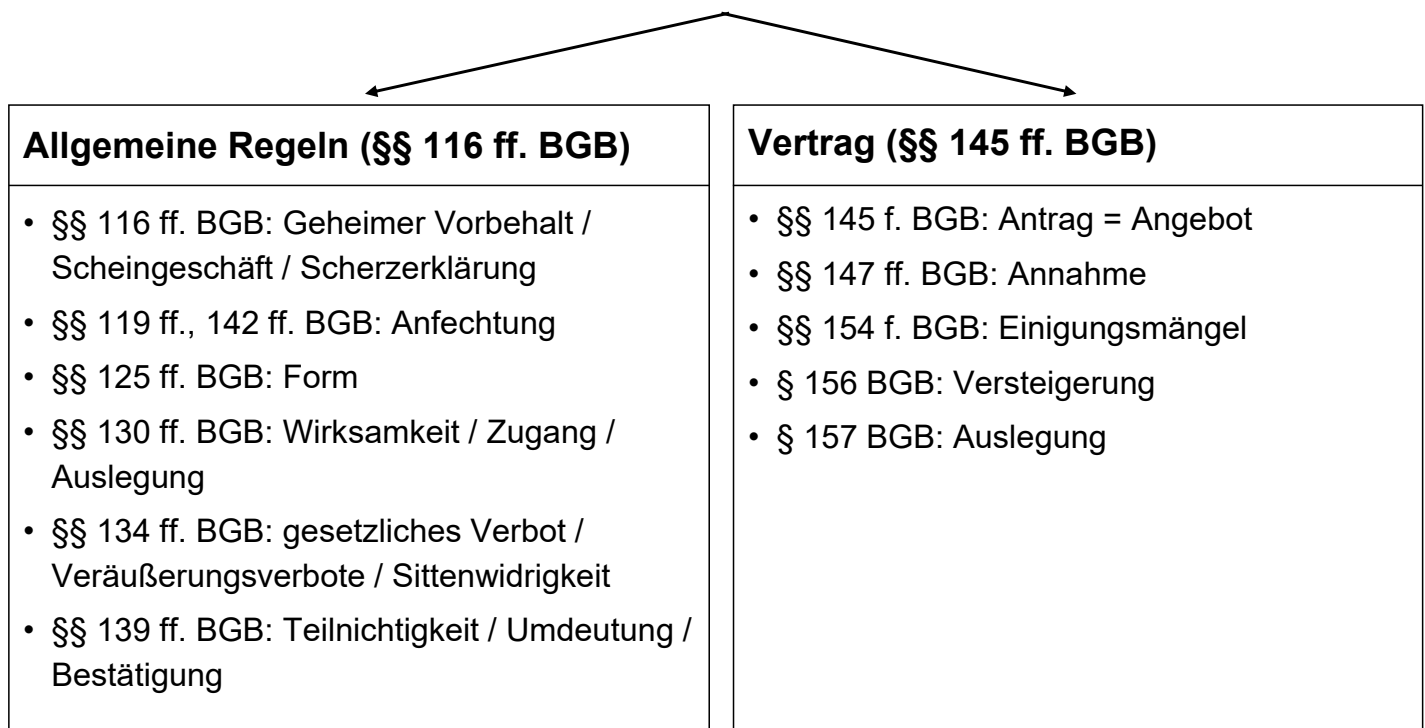 Allgemeine Regeln (§§ 116 ff. BGB)
• §§ 116 ff. BGB: Geheimer Vorbehalt /
Scheingeschäft / Scherzerklärung
• §§ 119 ff., 142 ff. BGB: Anfechtung
• §§ 125 ff. BGB: Form
• §§ 130 ff. BGB: Wirksamkeit / Zugang /
Auslegung
• §§ 134 ff. BGB: gesetzliches Verbot /
Veräußerungsverbote / Sittenwidrigkeit
• §§ 139 ff. BGB: Teilnichtigkeit / Umdeutung /
Bestätigung
Vertrag (§§ 145 ff. BGB)
• §§ 145 f. BGB: Antrag = Angebot
• §§ 147 ff. BGB: Annahme
• §§ 154 f. BGB: Einigungsmängel
• § 156 BGB: Versteigerung
• § 157 BGB: Auslegung